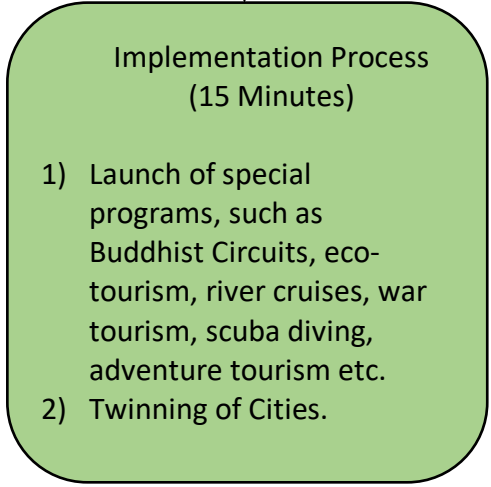 Implementation Process
(15 Minutes)
1) Launch of special
programs, such as
Buddhist Circuits, eco-
tourism, river cruises, war
tourism, scuba diving,
adventure tourism etc.
2) Twinning of Cities.